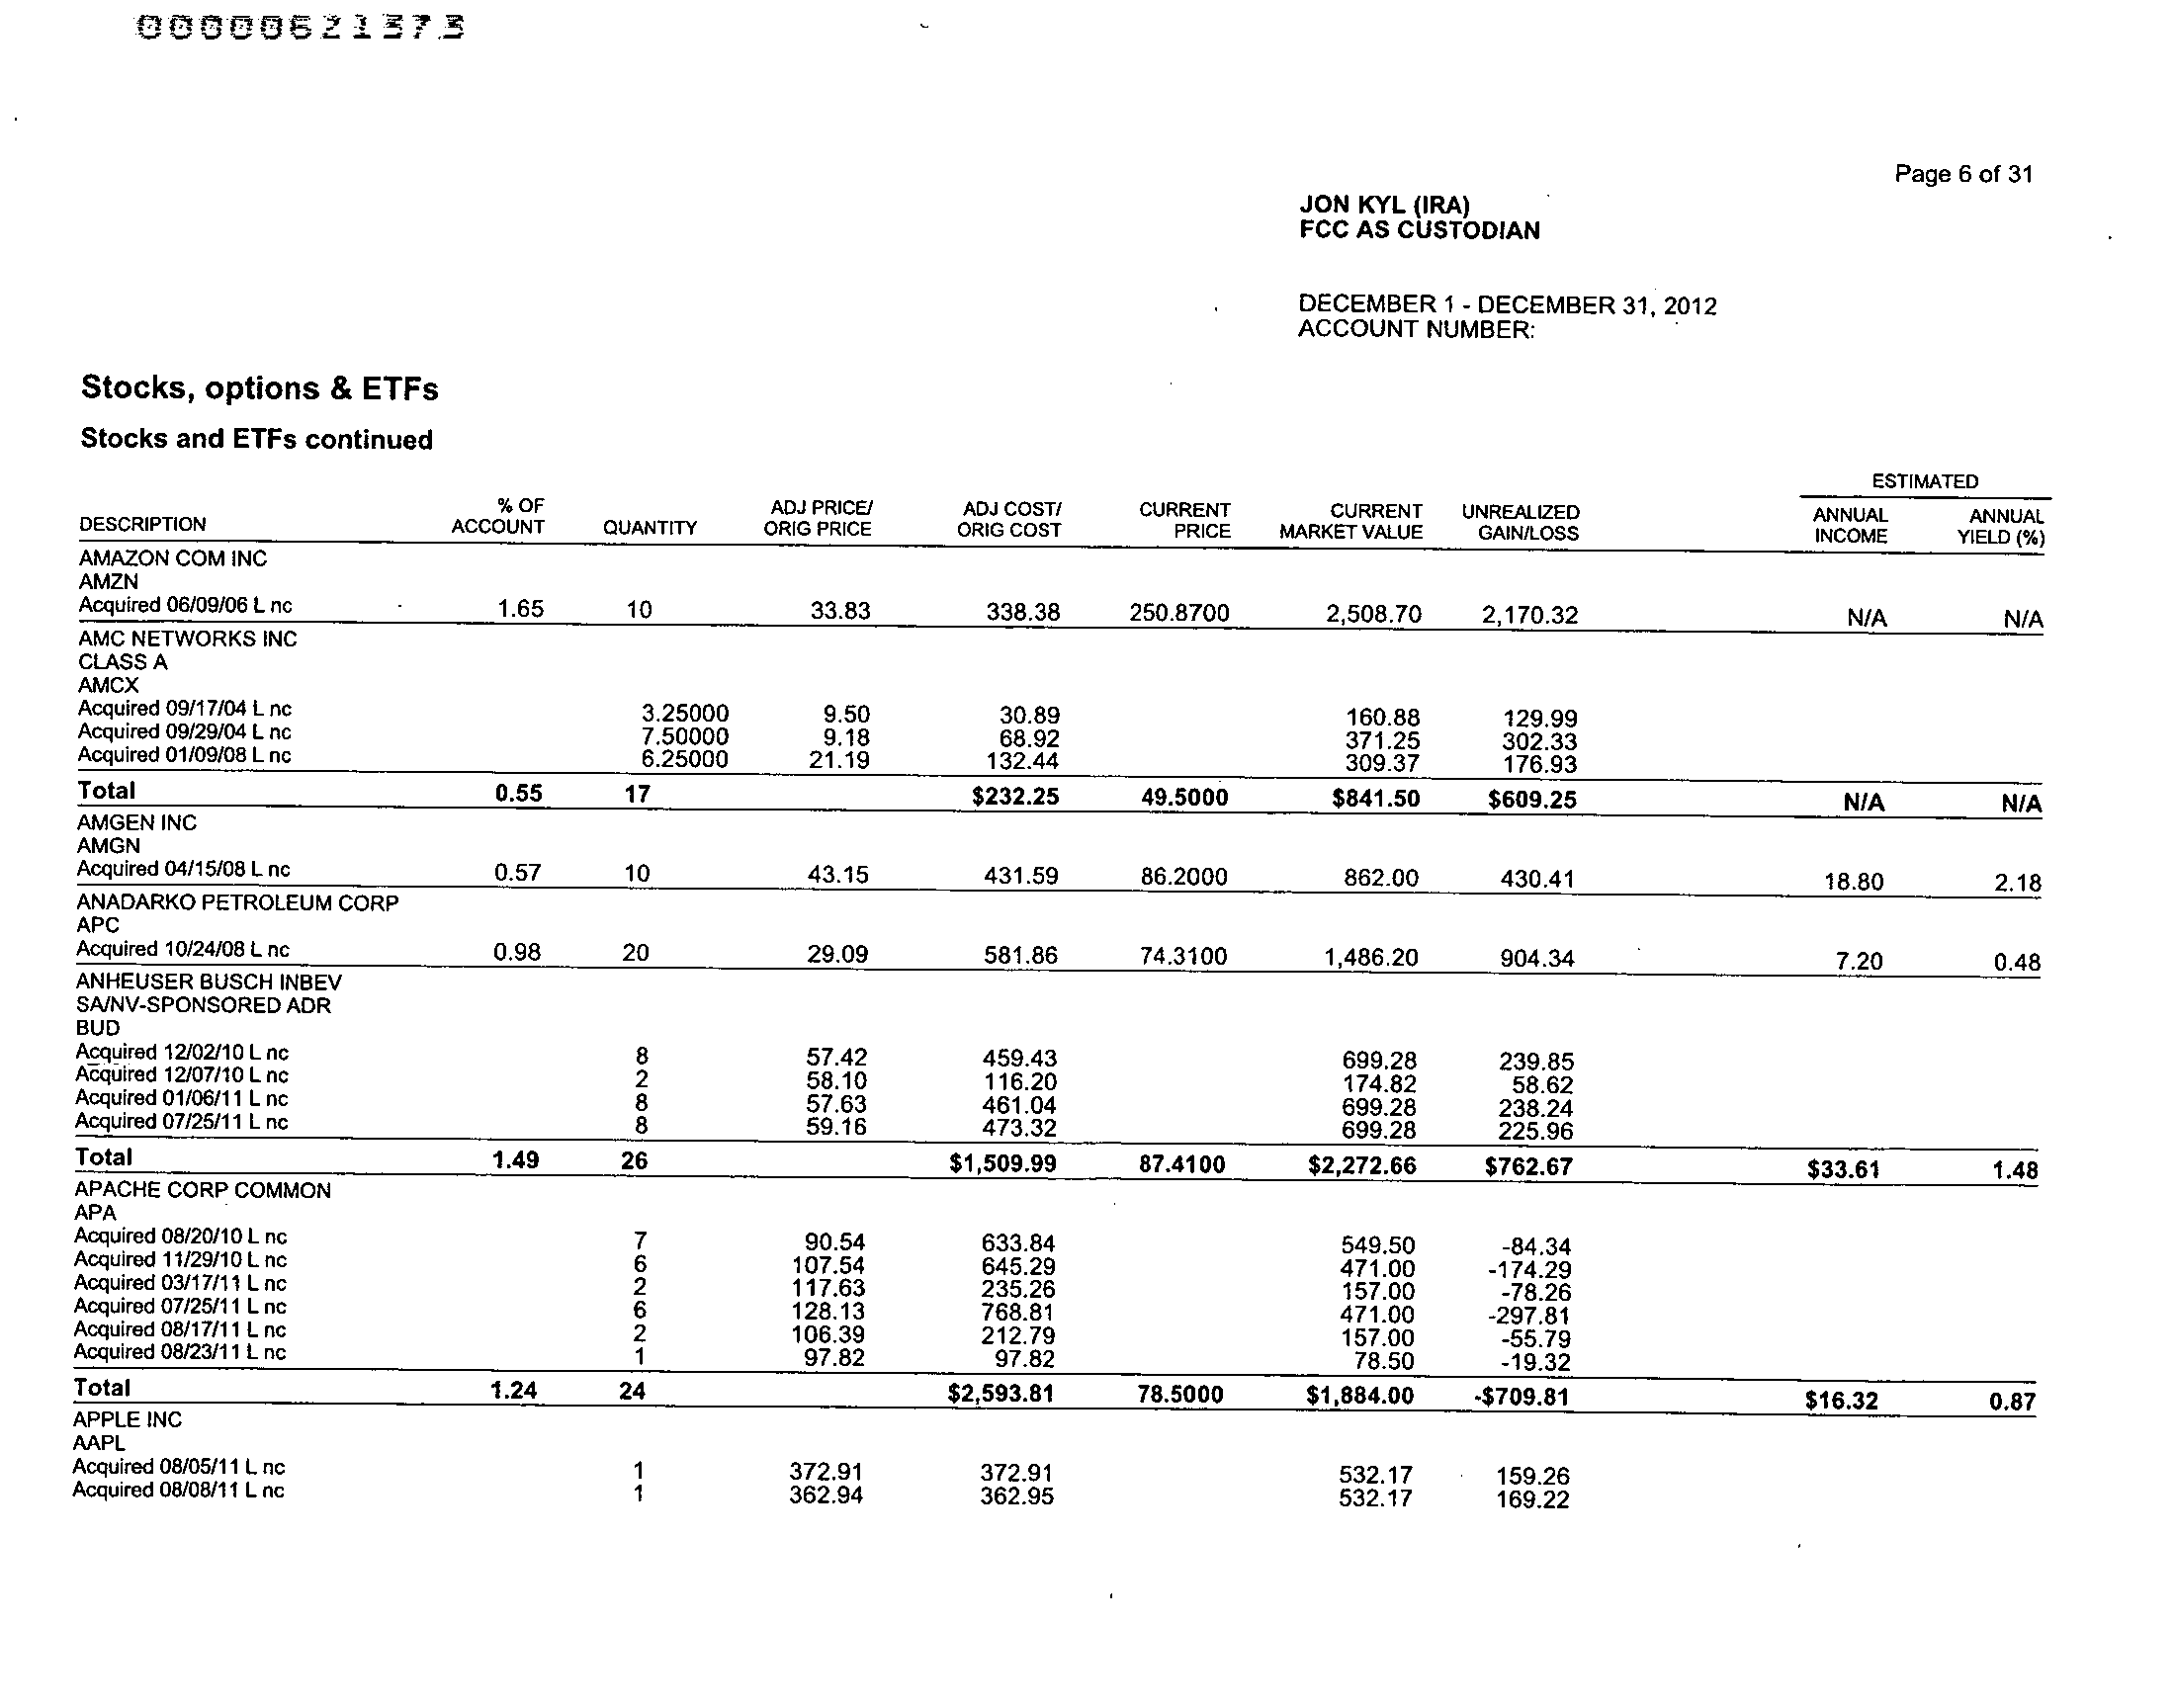 00000621373
Page 6 of 31
JON KYL (IRA)
FCC AS CUSTODIAN
DECEMBER 1 - DECEMBER 31, 2012
ACCOUNT NUMBER:
Stocks, options & ETFs
Stocks and ETFs continued
ESTIMATED
% OF ADJ PRICE/ ADJ COST/ CURRENT CURRENT UNREALIZED ANNUAL ANNUAL
DESCRIPTION ACCOUNT QUANTITY ORIG PRICE ORIG COST PRICE MARKET VALUE GAIN/LOSS INCOME YIELD (%)
AMAZON COM INC
AMZN
Acquired 06/09/06 L nc 1.65 10 33.83 338.38 250.8700 2,508.70 2,170.32 N/A N/A
AMC NETWORKS INC
CLASS A
AMCX
Acquired 09/17/04 L nc 3.25000 9.50 30.89 160.88 129.99
Acquired 09/29/04 L nc 7.50000 9.18 68.92 371.25 302.33
Acquired 01/09/08 L nc 6.25000 21.19 132.44 309.37 176.93
Total 0.55 17 $232.25 49.5000 $841.50 $609.25 N/A N/A
AMGEN INC
AMGN
Acquired 04/15/08 L nc 0.57 10 43.15 431.59 86.2000 862.00 430.41 18.80 2.18
ANADARKO PETROLEUM CORP
APC
Acquired 10/24/08 L nc 0.98 20 29.09 581.86 74.3100 1,486.20 904.34 7.20 0.48
ANHEUSER BUSCH INBEV
SA/NV-SPONSORED ADR
BUD
Acquired 12/02/10 L nc 8 57.42 459.43 699.28 239.85
Acquired 12/07/10 L nc 2 58.10 116.20 174.82 58.62
Acquired 01/06/11 L nc 8 57.63 461.04 699.28 238.24
Acquired 07/25/11 L nc 8 59.16 473.32 699.28 225.96
Total 1.49 26 $1,509.99 87.4100 $2,272.66 $762.67 $33.61 1.48
APACHE CORP COMMON
APA
Acquired 08/20/10 L nc 7 90.54 633.84 549.50 -84.34
Acquired 11/29/10 L nc 6 107.54 645.29 471.00 -174.29
Acquired 03/17/11 L nc 2 117.63 235.26 157.00 -78.26
Acquired 07/25/11 L nc 6 128.13 768.81 471.00 -297.81
Acquired 08/17/11 L nc 2 106.39 212.79 157.00 -55.79
Acquired 08/23/11 L nc 1 97.82 97.82 78.50 -19.32
Total 1.24 24 $2,593.81 78.5000 $1,884.00 -$709.81 $16.32 0.87
APPLE INC
AAPL
Acquired 08/05/11 L nc 1 372.91 372.91 532.17 159.26
Acquired 08/08/11 L nc 1 362.94 362.95 532.17 169.22